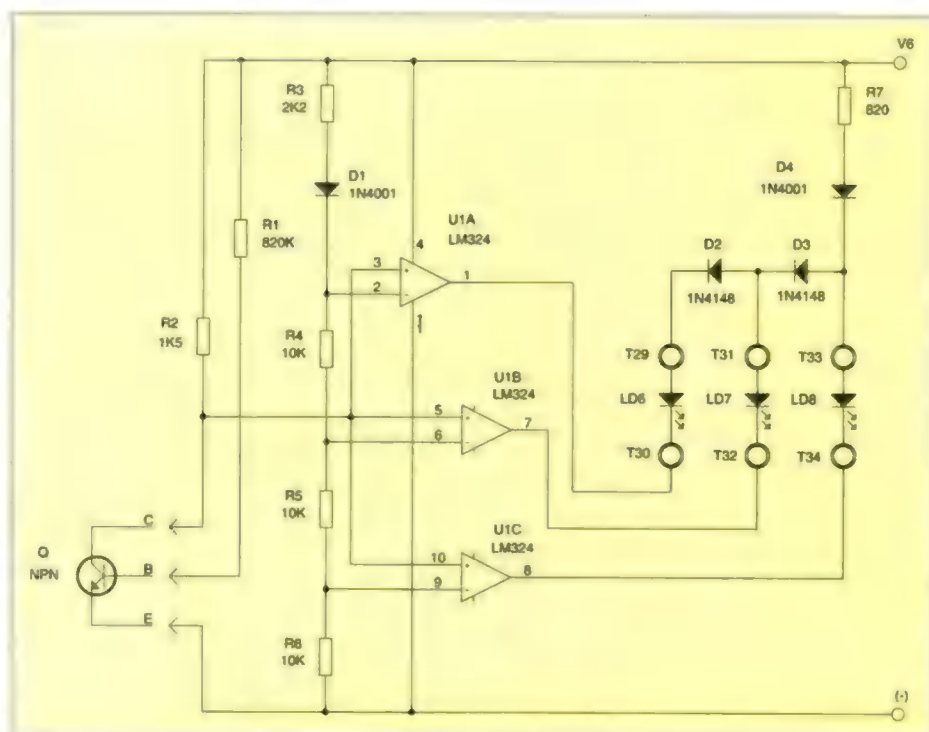 V6
R3
2K2
R7
820
D1
1N4001
D4
1N4001
R1
820K
U1A
LM324
4
3
2
1
D2
D3
1N4148
1N4148
R2
1K5
R4
10K
T29
T31
T33
U1B
LM324
LD6
LD7
LD8
5
6
7
T30
T32
T34
R5
10K
U1C
LM324
C
Q
NPN
B
10
9
8
E
R6
10K
(-)